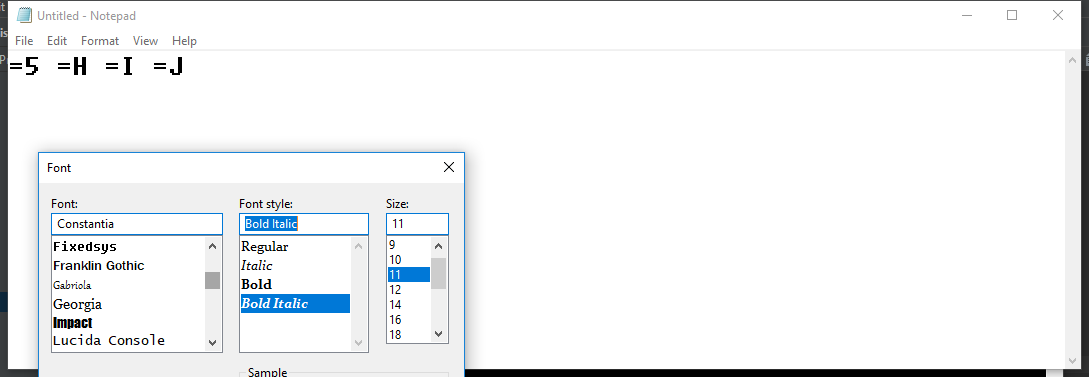 Untitled - Notepad
File Edit Format View Help
=5 =H =I =J
Font
Font: Font style: Size:
Constantia Bold Italic 11
Fixedsys Regular 9
Franklin Gothic Italic 10
Gabriola Bold 11
Georgia Bold Italic 12
Impact 14
Lucida Console 16
18
Sample